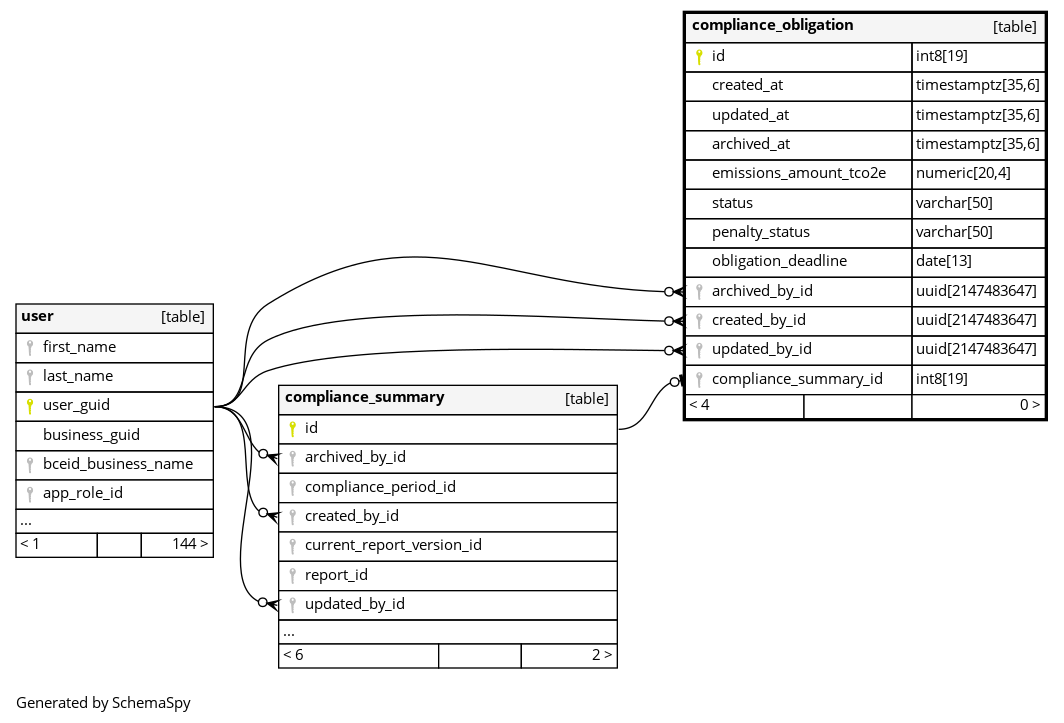 compliance_obligation [table]
id int8[19]
created_at timestamptz[35,6]
updated_at timestamptz[35,6]
archived_at timestamptz[35,6]
emissions_amount_tco2e numeric[20,4]
status varchar[50]
penalty_status varchar[50]
obligation_deadline date[13]
archived_by_id uuid[2147483647]
created_by_id uuid[2147483647]
updated_by_id uuid[2147483647]
compliance_summary_id int8[19]
< 4 0 >
user [table]
first_name
last_name
user_guid
business_guid
bceid_business_name
app_role_id
...
< 1 144 >
compliance_summary [table]
id
archived_by_id
compliance_period_id
created_by_id
current_report_version_id
report_id
updated_by_id
...
< 6 2 >
Generated by SchemaSpy